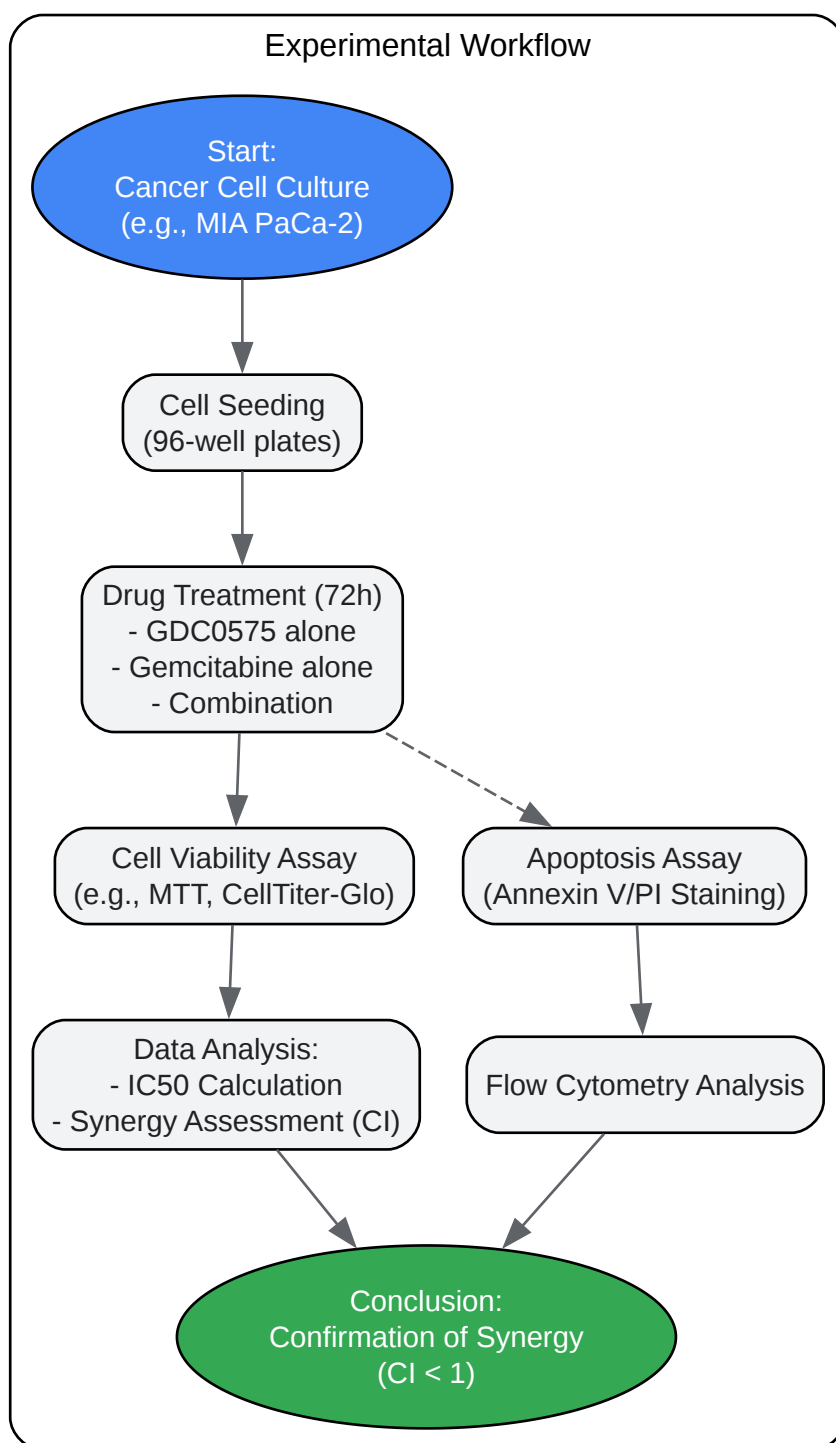 Experimental Workflow
Start:
Cancer Cell Culture
(e.g., MIA PaCa-2)
Cell Seeding
(96-well plates)
Drug Treatment (72h)
- GDC0575 alone
- Gemcitabine alone
- Combination
Cell Viability Assay
(e.g., MTT, CellTiter-Glo)
Apoptosis Assay
(Annexin V/PI Staining)
Data Analysis:
- IC50 Calculation
- Synergy Assessment (CI)
Flow Cytometry Analysis
Conclusion:
Confirmation of Synergy
(CI < 1)